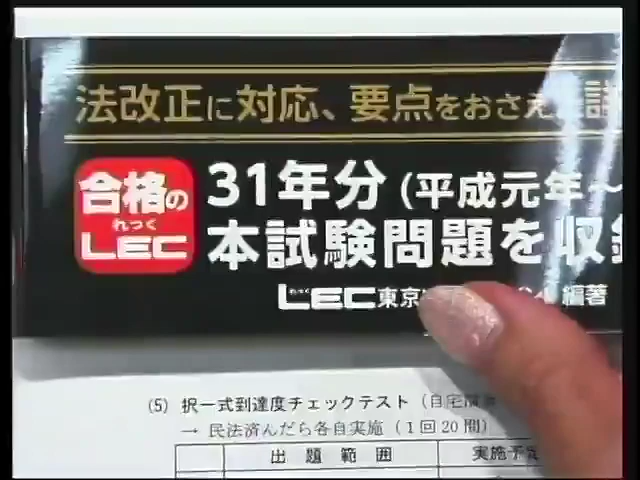 法改正に対応、要点をおさえ
合格の
れっく
LEC
31年分(平成元年～
本試験問題を収
れっく
LEC東京 編著
(5) 択一式到達度チェックテスト(自宅
→ 民法済んだら各自実施(1回20問)
出題範囲
実施予定